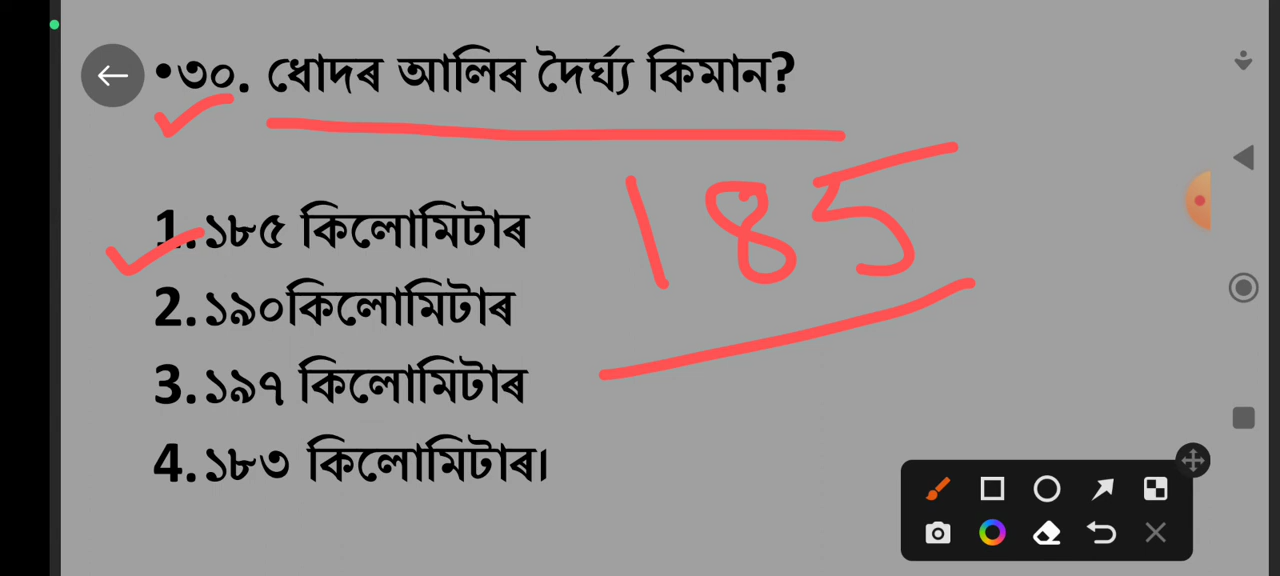 •৩০. ধোদৰ আলিৰ দৈৰ্ঘ্য কিমান?
1.১৮৫ কিলোমিটাৰ
185
2.১৯০কিলোমিটাৰ
3.১৯৭ কিলোমিটাৰ
4.১৮৩ কিলোমিটাৰ।